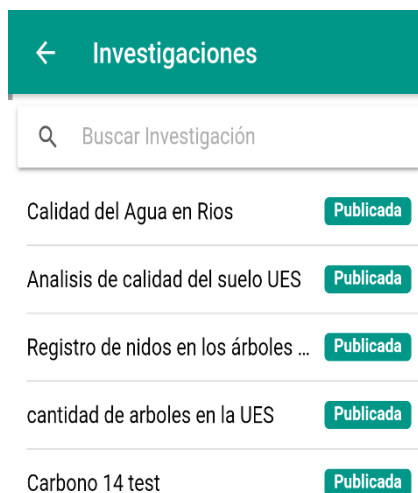 Investigaciones
Buscar Investigación
Calidad del Agua en Rios Publicada
Analisis de calidad del suelo UES Publicada
Registro de nidos en los árboles ... Publicada
cantidad de arboles en la UES Publicada
Carbono 14 test Publicada